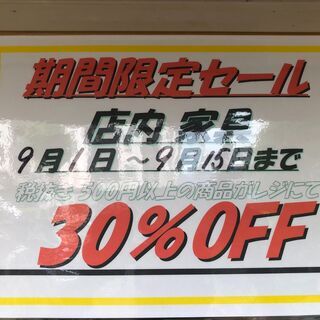 期間限定セール
店内 家具
9月1日～9月15日まで
税抜き500円以上の商品がレジにて
30%OFF